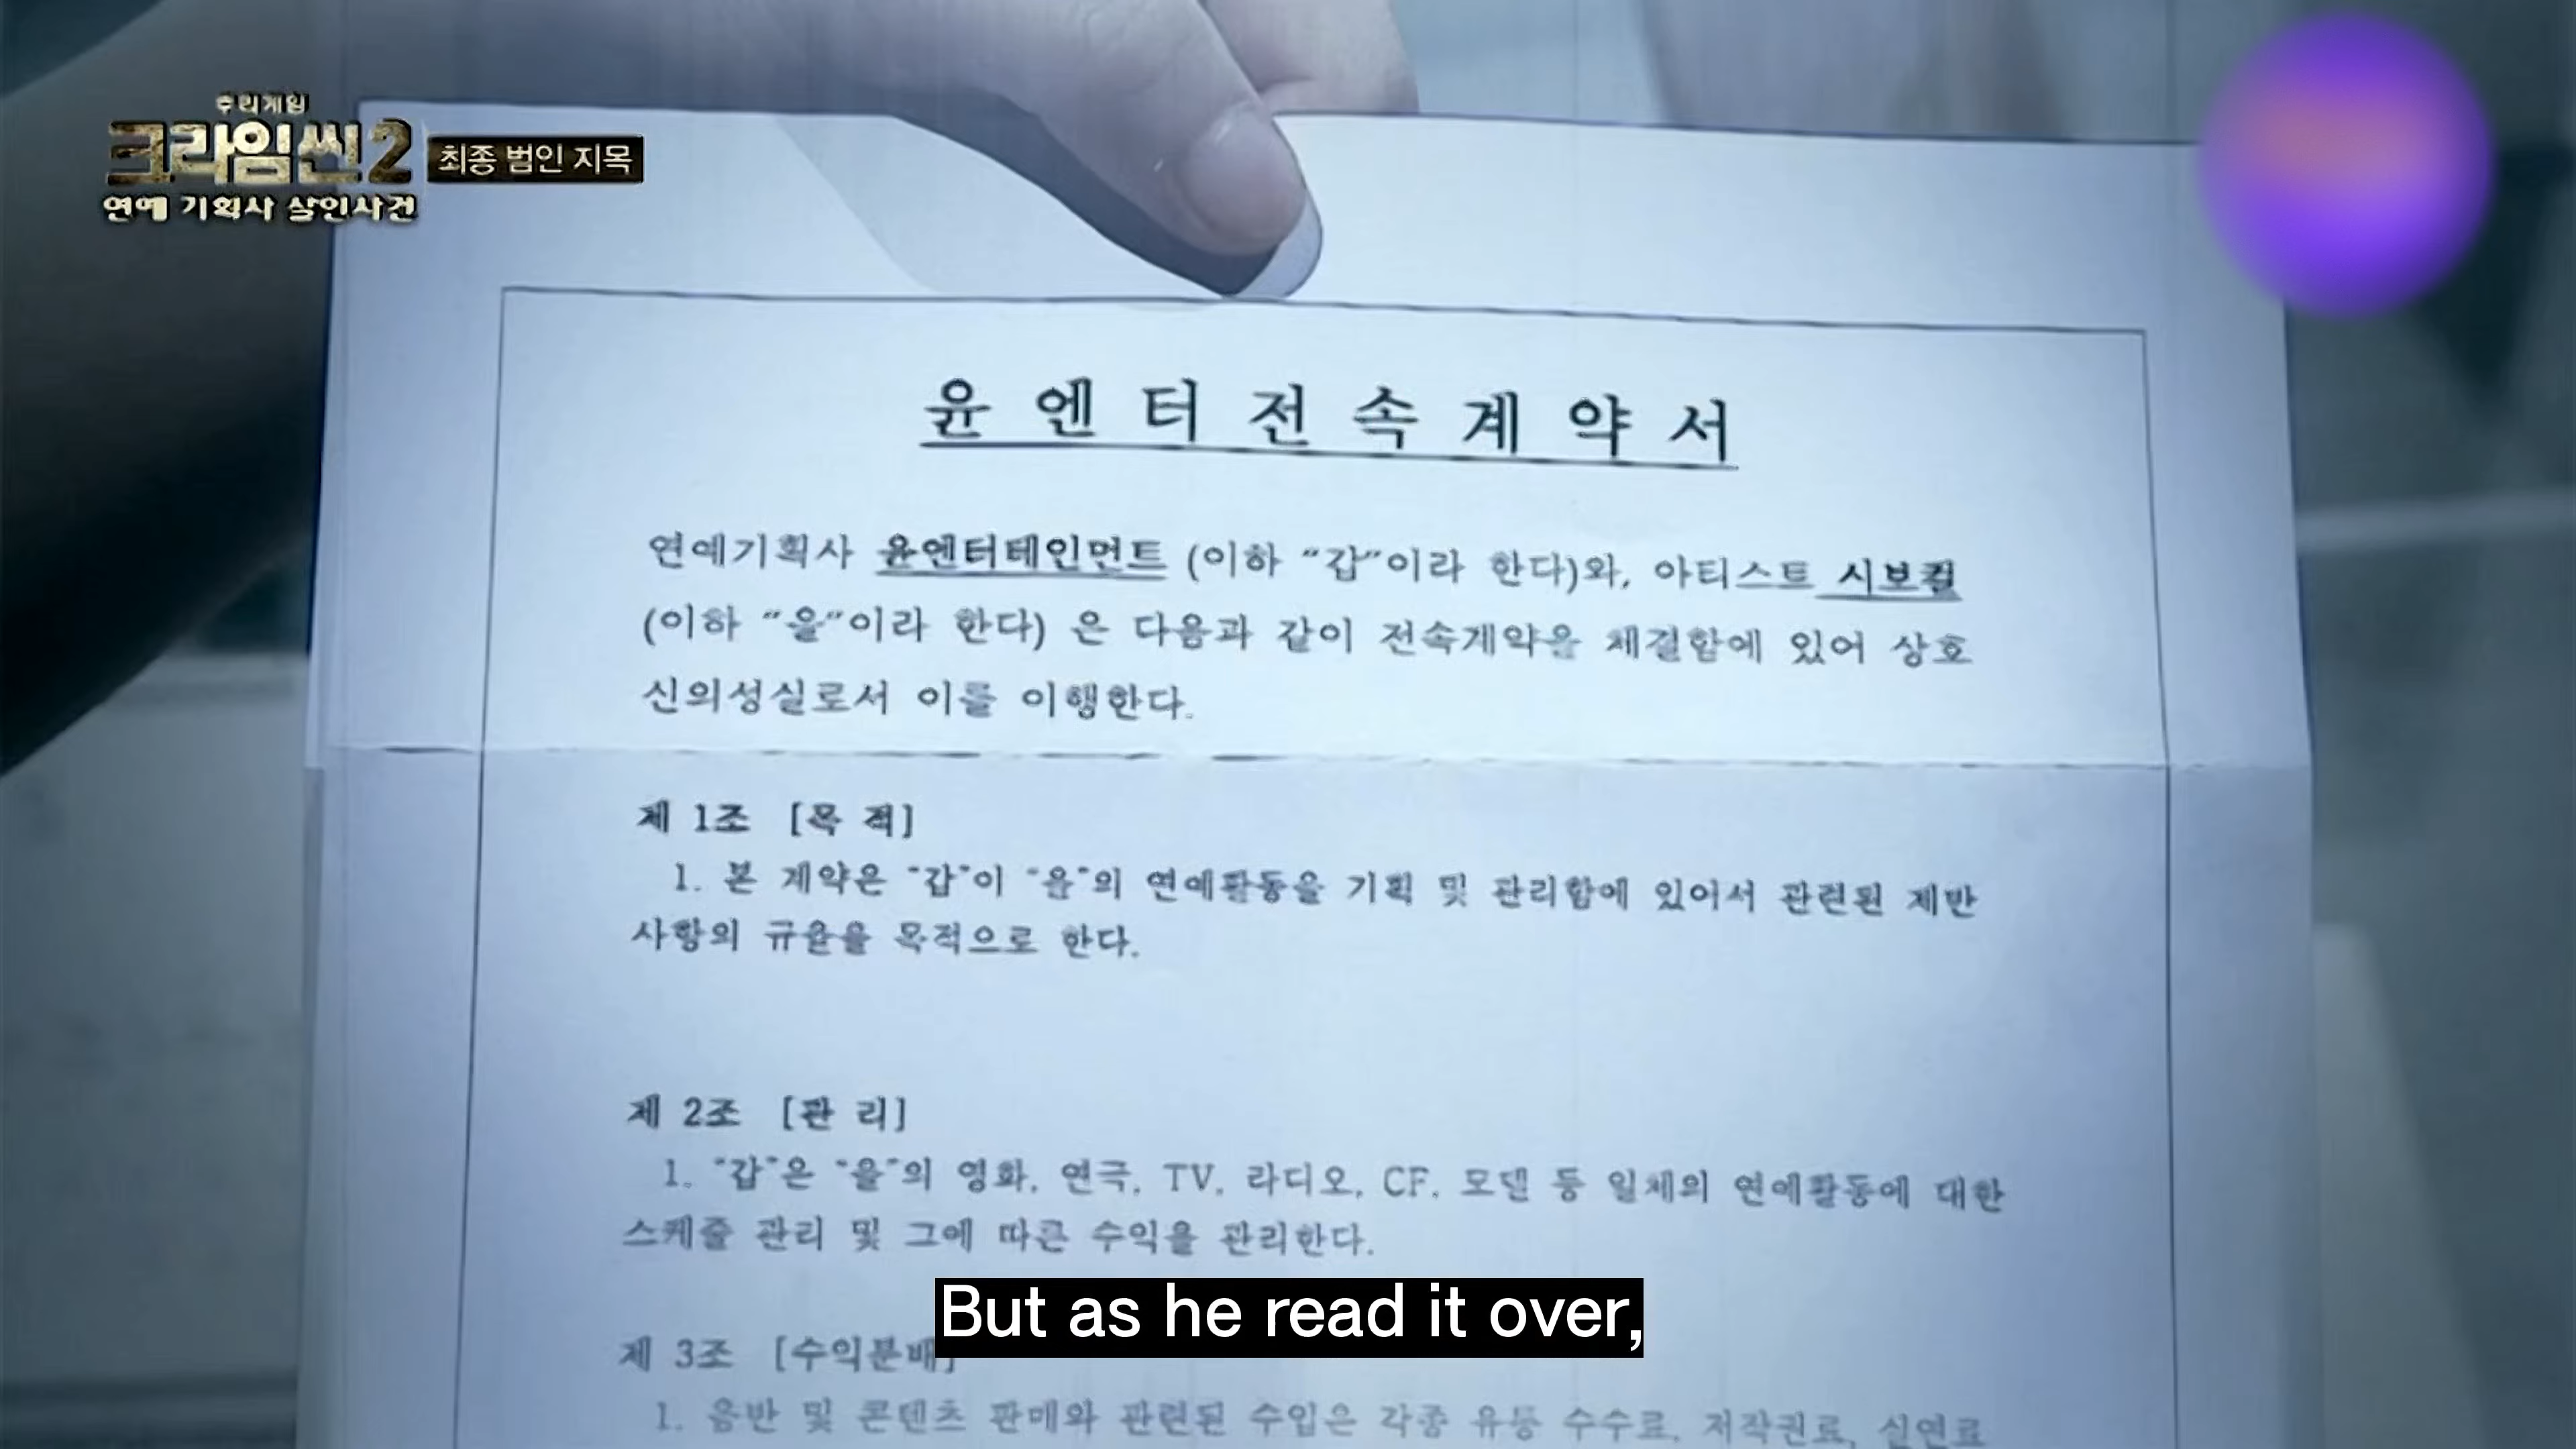 추리게임
크라임씬2
최종 범인 지목
연예 기획사 살인사건
윤 엔 터 전 속 계 약 서
연예기획사 윤엔터테인먼트 (이하 “갑”이라 한다)와, 아티스트 시보걸
(이하 “을”이라 한다) 은 다음과 같이 전속계약을 체결함에 있어 상호
신의성실로서 이를 이행한다.
제 1조 [목 적]
1. 본 계약은 “갑”이 “을”의 연예활동을 기획 및 관리함에 있어서 관련된 제반
사항의 규율을 목적으로 한다.
제 2조 [관 리]
1. “갑”은 “을”의 영화, 연극, TV, 라디오, CF, 모델 등 일체의 연예활동에 대한
스케줄 관리 및 그에 따른 수익을 관리한다.
But as he read it over,
제 3조 [수익분배]
1. 음반 및 콘텐츠 판매와 관련된 수입은 각종 유통 수수료, 저작권료, 실연료